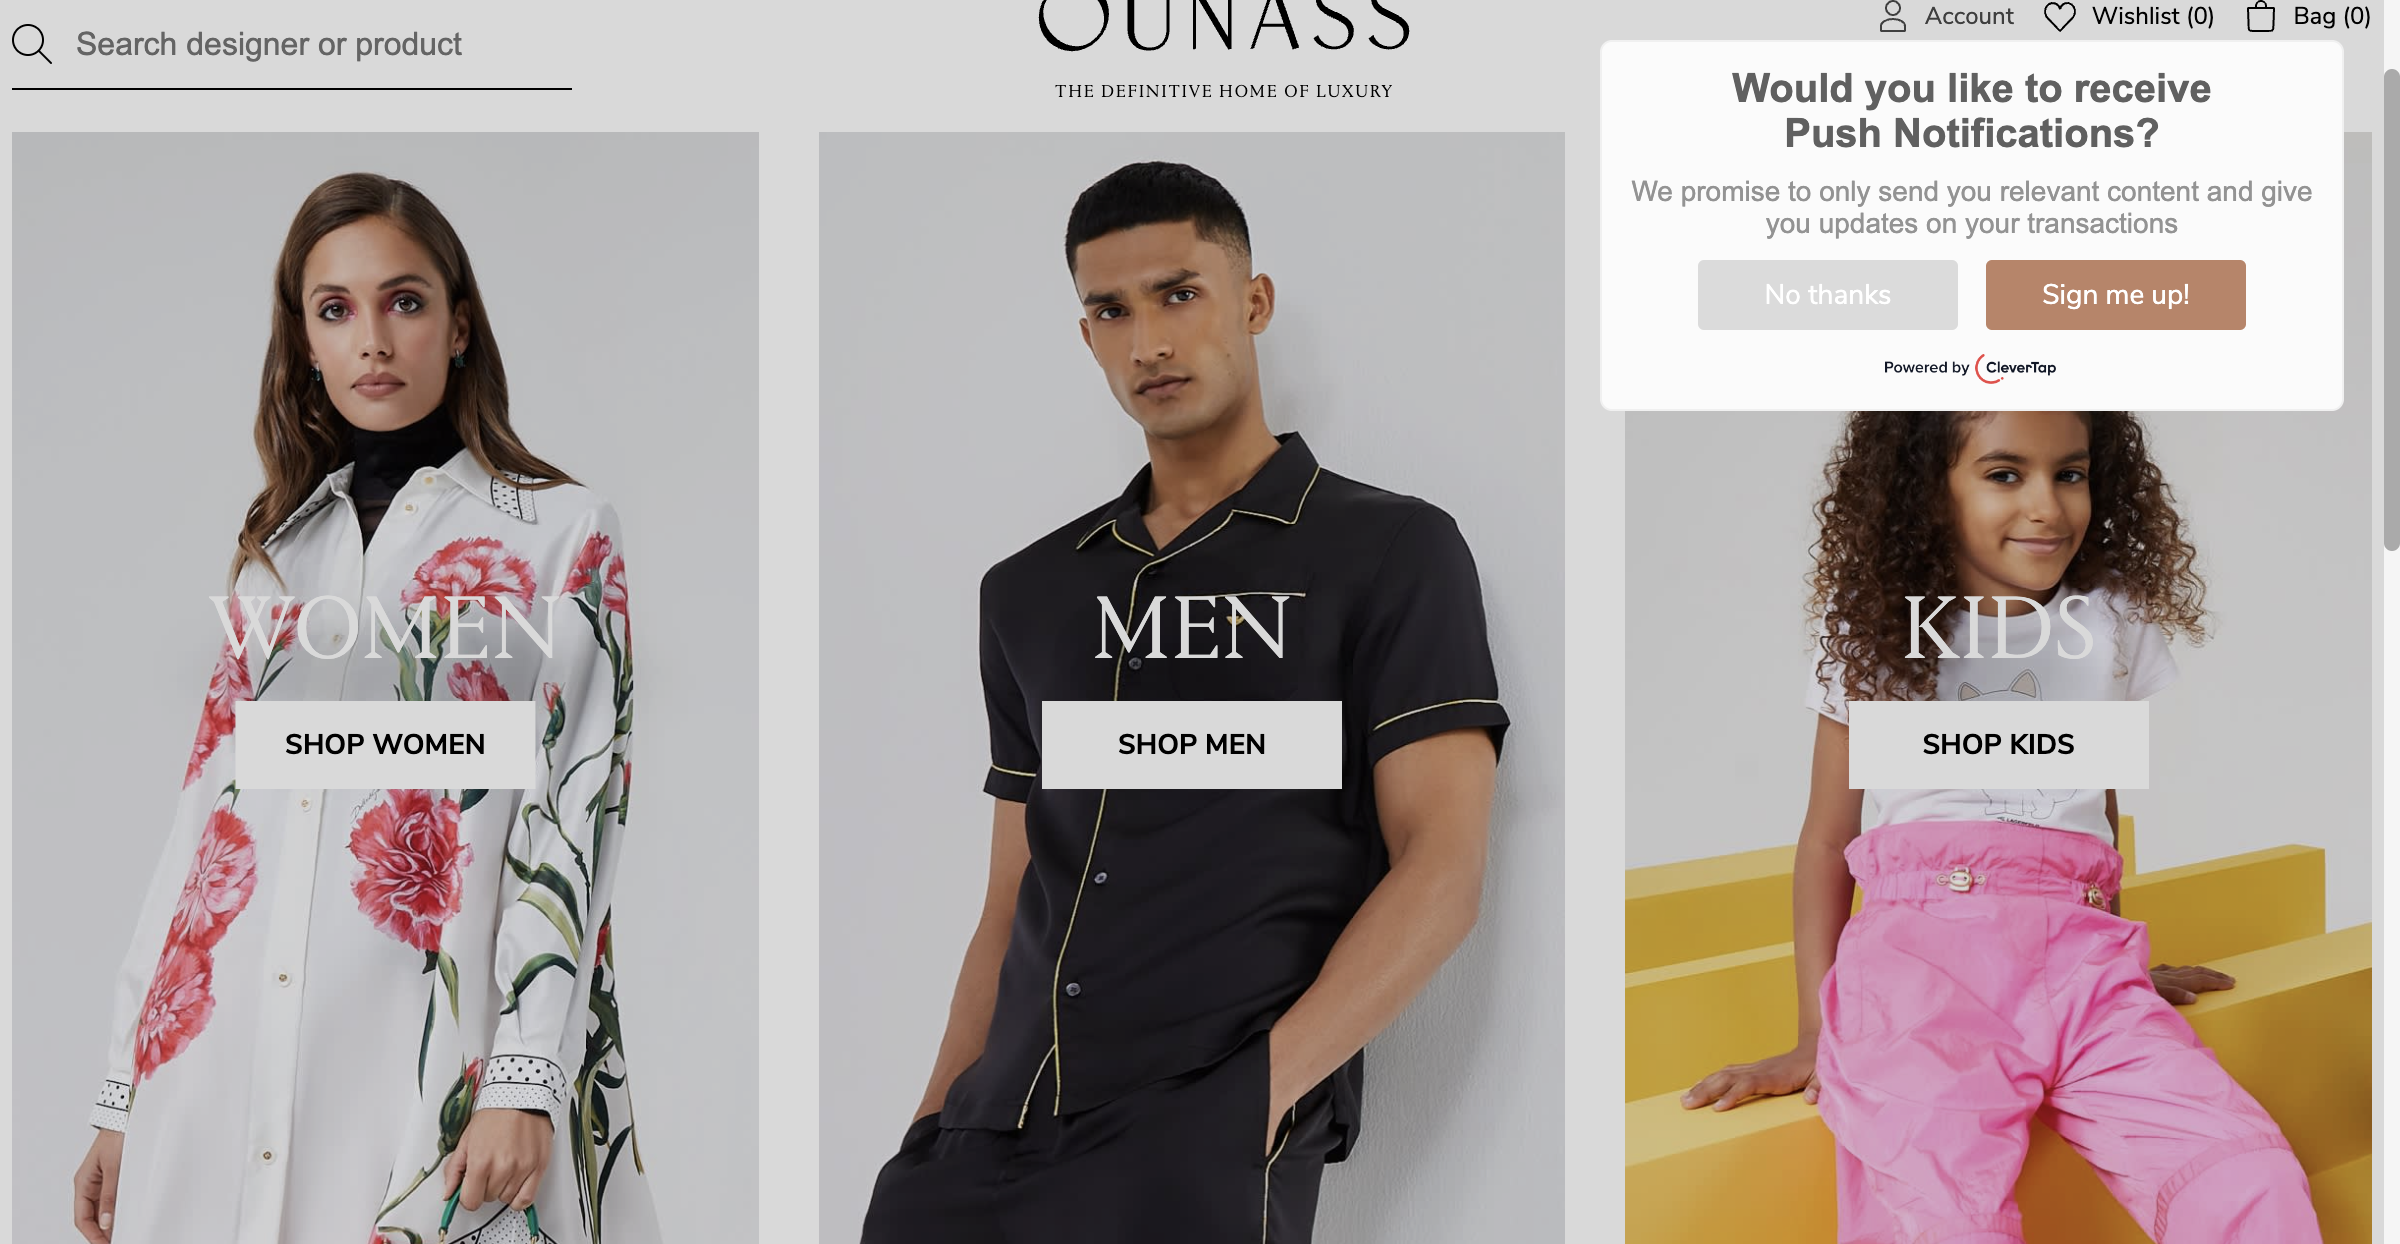 Search designer or product
OUNASS
THE DEFINITIVE HOME OF LUXURY
Account
Wishlist (0)
Bag (0)
Would you like to receive
Push Notifications?
We promise to only send you relevant content and give
you updates on your transactions
No thanks
Sign me up!
Powered by CleverTap
WOMEN
SHOP WOMEN
MEN
SHOP MEN
KIDS
SHOP KIDS